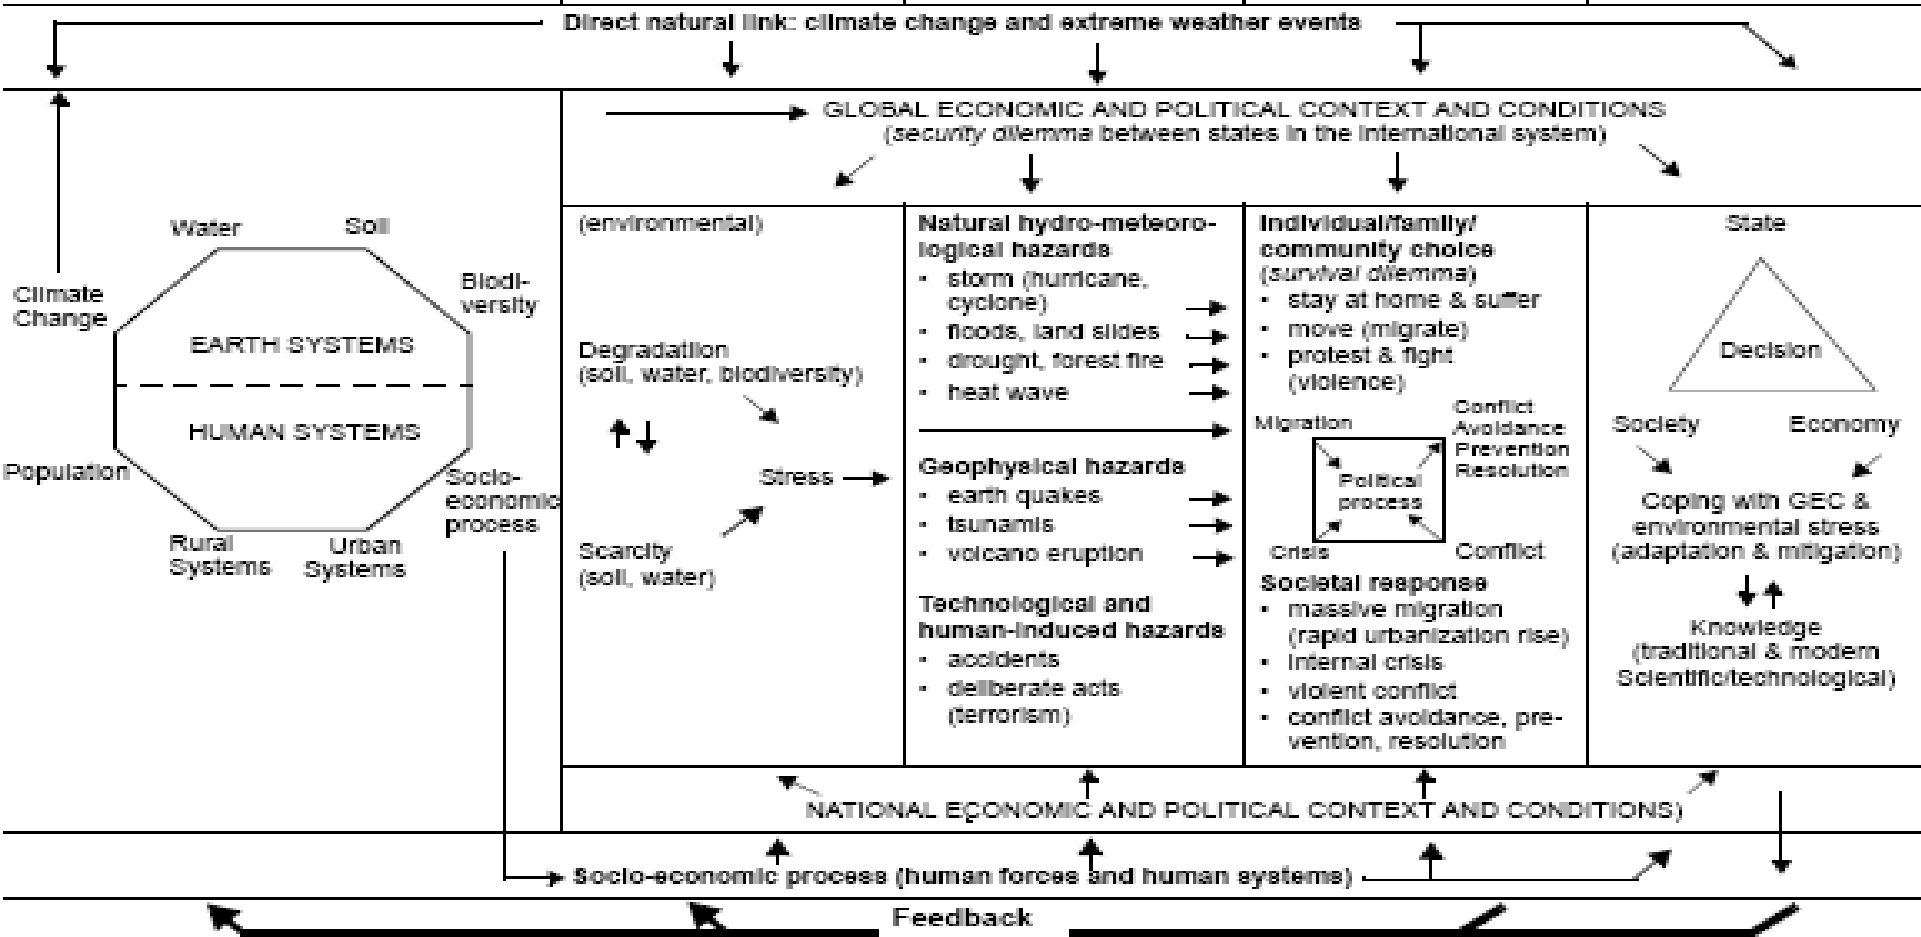 Direct natural link: climate change and extreme weather events
GLOBAL ECONOMIC AND POLITICAL CONTEXT AND CONDITIONS
(security dilemma between states in the international system)
Water
Soil
Climate
Change
Biodi-
versity
EARTH SYSTEMS
HUMAN SYSTEMS
Population
Socio-
economic
process
Rural
Systems
Urban
Systems
(environmental)
Degradatiion
(soil, water, biodiversity)
Stress
Scarcity
(soil, water)
Natural hydro-meteoro-
logical hazards
• storm (hurricane,
cyclone)
• floods, land slides
• drought, forest fire
• heat wave
Geophysical hazards
• earth quakes
• tsunamis
• volcano eruption
Technological and
human-induced hazards
• accidents
• deliberate acts
(terrorism)
Individual/family/
community choice
(survival dilemma)
• stay at home & suffer
• move (migrate)
• protest & fight
(violence)
Migration
Conflict
Avoidance
Prevention
Resolution
Political
process
Crisis
Conflict
Societal response
• massive migration
(rapid urbanization rise)
• internal crisis
• violent conflict
• conflict avoidance, pre-
vention, resolution
State
Decision
Society
Economy
Coping with GEC &
environmental stress
(adaptation & mitigation)
Knowledge
(traditional & modern
Scientific/technological)
NATIONAL ECONOMIC AND POLITICAL CONTEXT AND CONDITIONS)
Socio-economic process (human forces and human systems)
Feedback